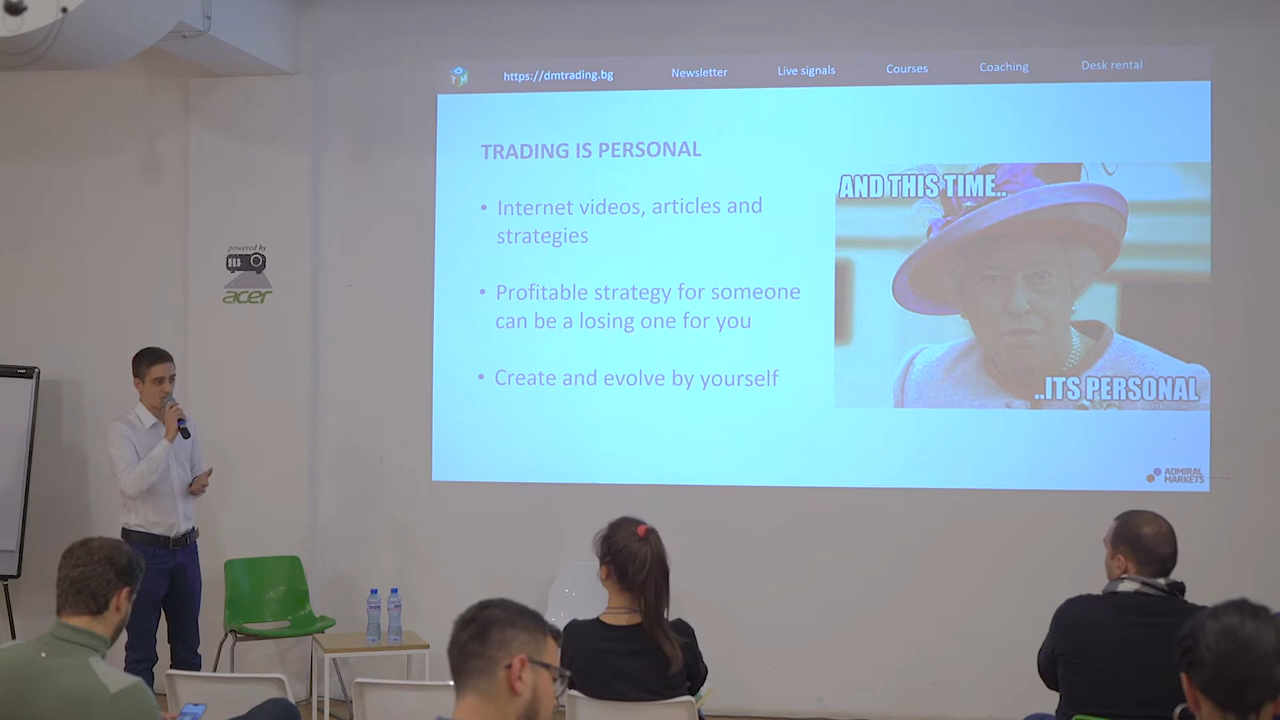 https://dmtrading.bg Newsletter Live signals Courses Coaching Desk rental
TRADING IS PERSONAL
• Internet videos, articles and
strategies
• Profitable strategy for someone
can be a losing one for you
• Create and evolve by yourself
AND THIS TIME..
..ITS PERSONAL
ADMIRAL
MARKETS
powered by
acer